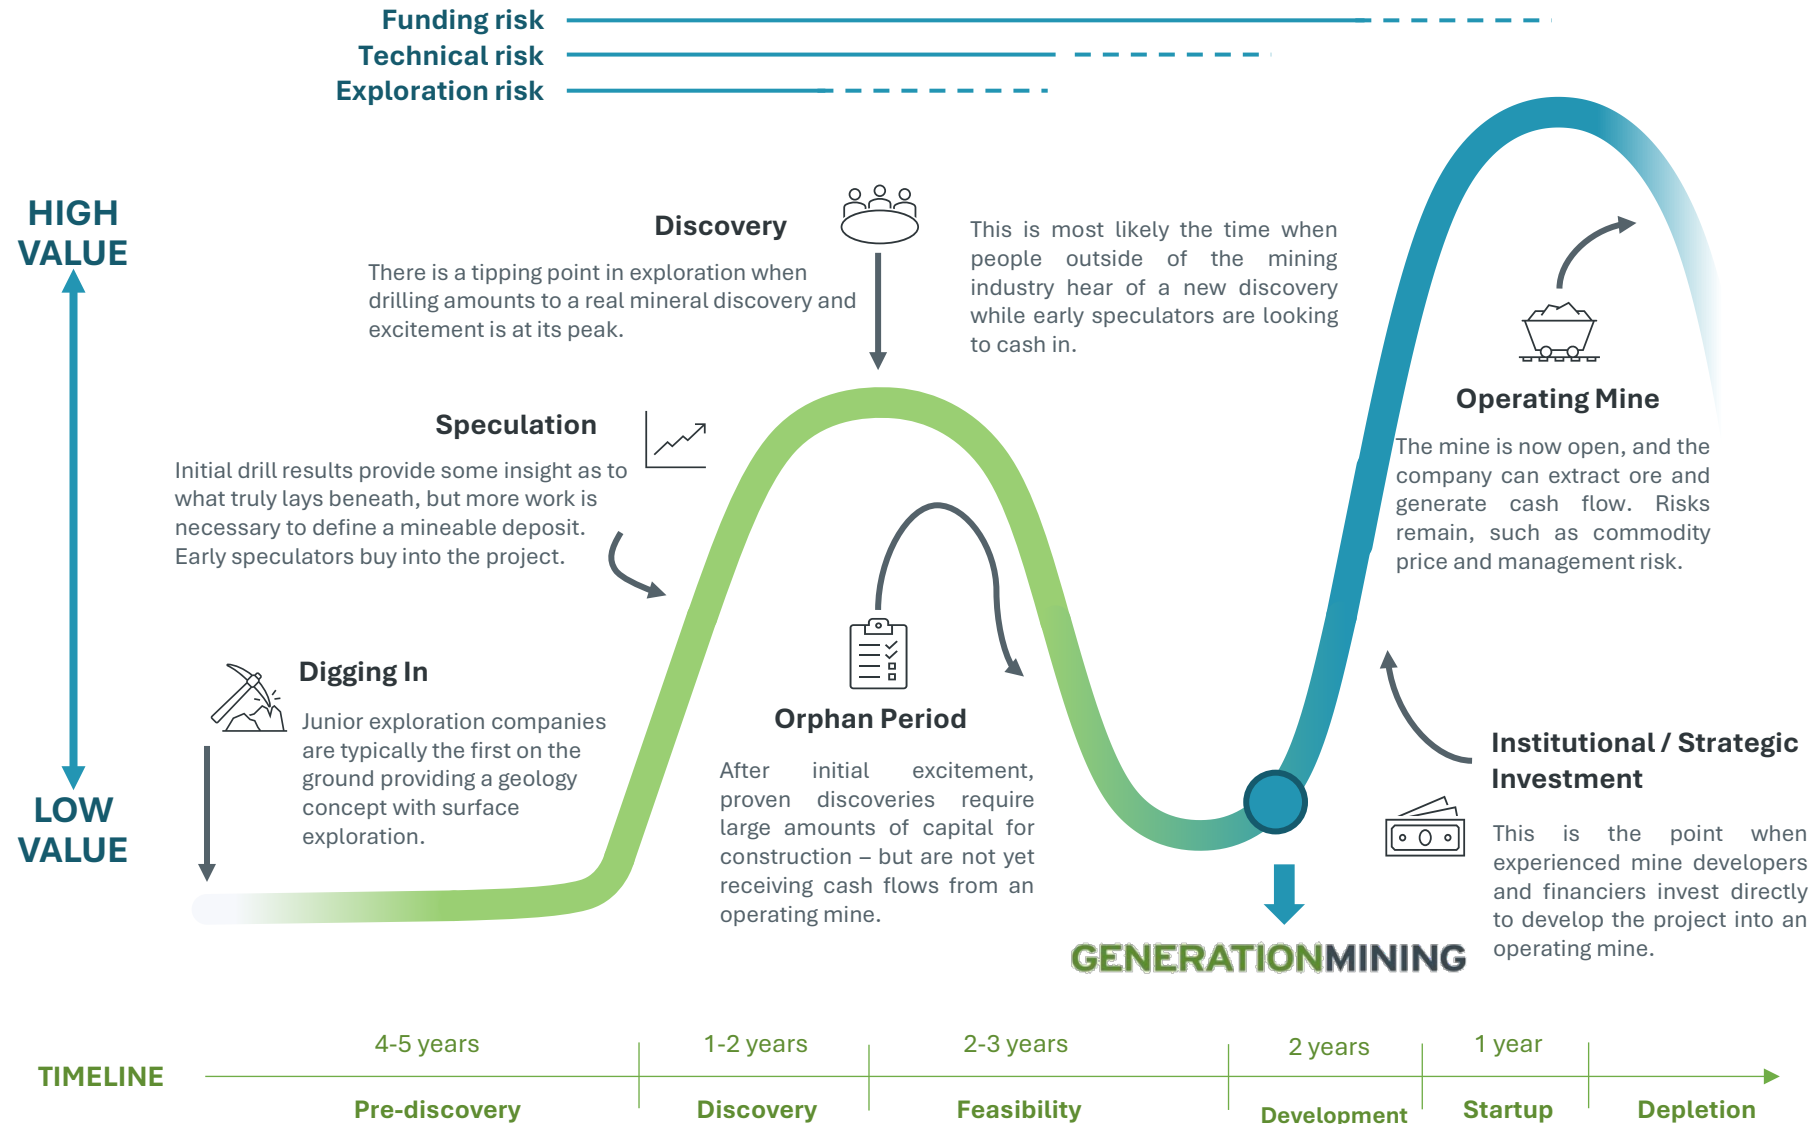 Funding risk
Technical risk
Exploration risk
HIGH
VALUE
LOW
VALUE
Discovery
There is a tipping point in exploration when
drilling amounts to a real mineral discovery and
excitement is at its peak.
This is most likely the time when
people outside of the mining
industry hear of a new discovery
while early speculators are looking
to cash in.
Speculation
Initial drill results provide some insight as to
what truly lays beneath, but more work is
necessary to define a mineable deposit.
Early speculators buy into the project.
Operating Mine
The mine is now open, and the
company can extract ore and
generate cash flow. Risks
remain, such as commodity
price and management risk.
Digging In
Junior exploration companies
are typically the first on the
ground providing a geology
concept with surface
exploration.
Orphan Period
After initial excitement,
proven discoveries require
large amounts of capital for
construction – but are not yet
receiving cash flows from an
operating mine.
Institutional / Strategic
Investment
This is the point when
experienced mine developers
and financiers invest directly
to develop the project into an
operating mine.
GENERATIONMINING
TIMELINE
4-5 years
1-2 years
2-3 years
2 years
1 year
Pre-discovery
Discovery
Feasibility
Development
Startup
Depletion